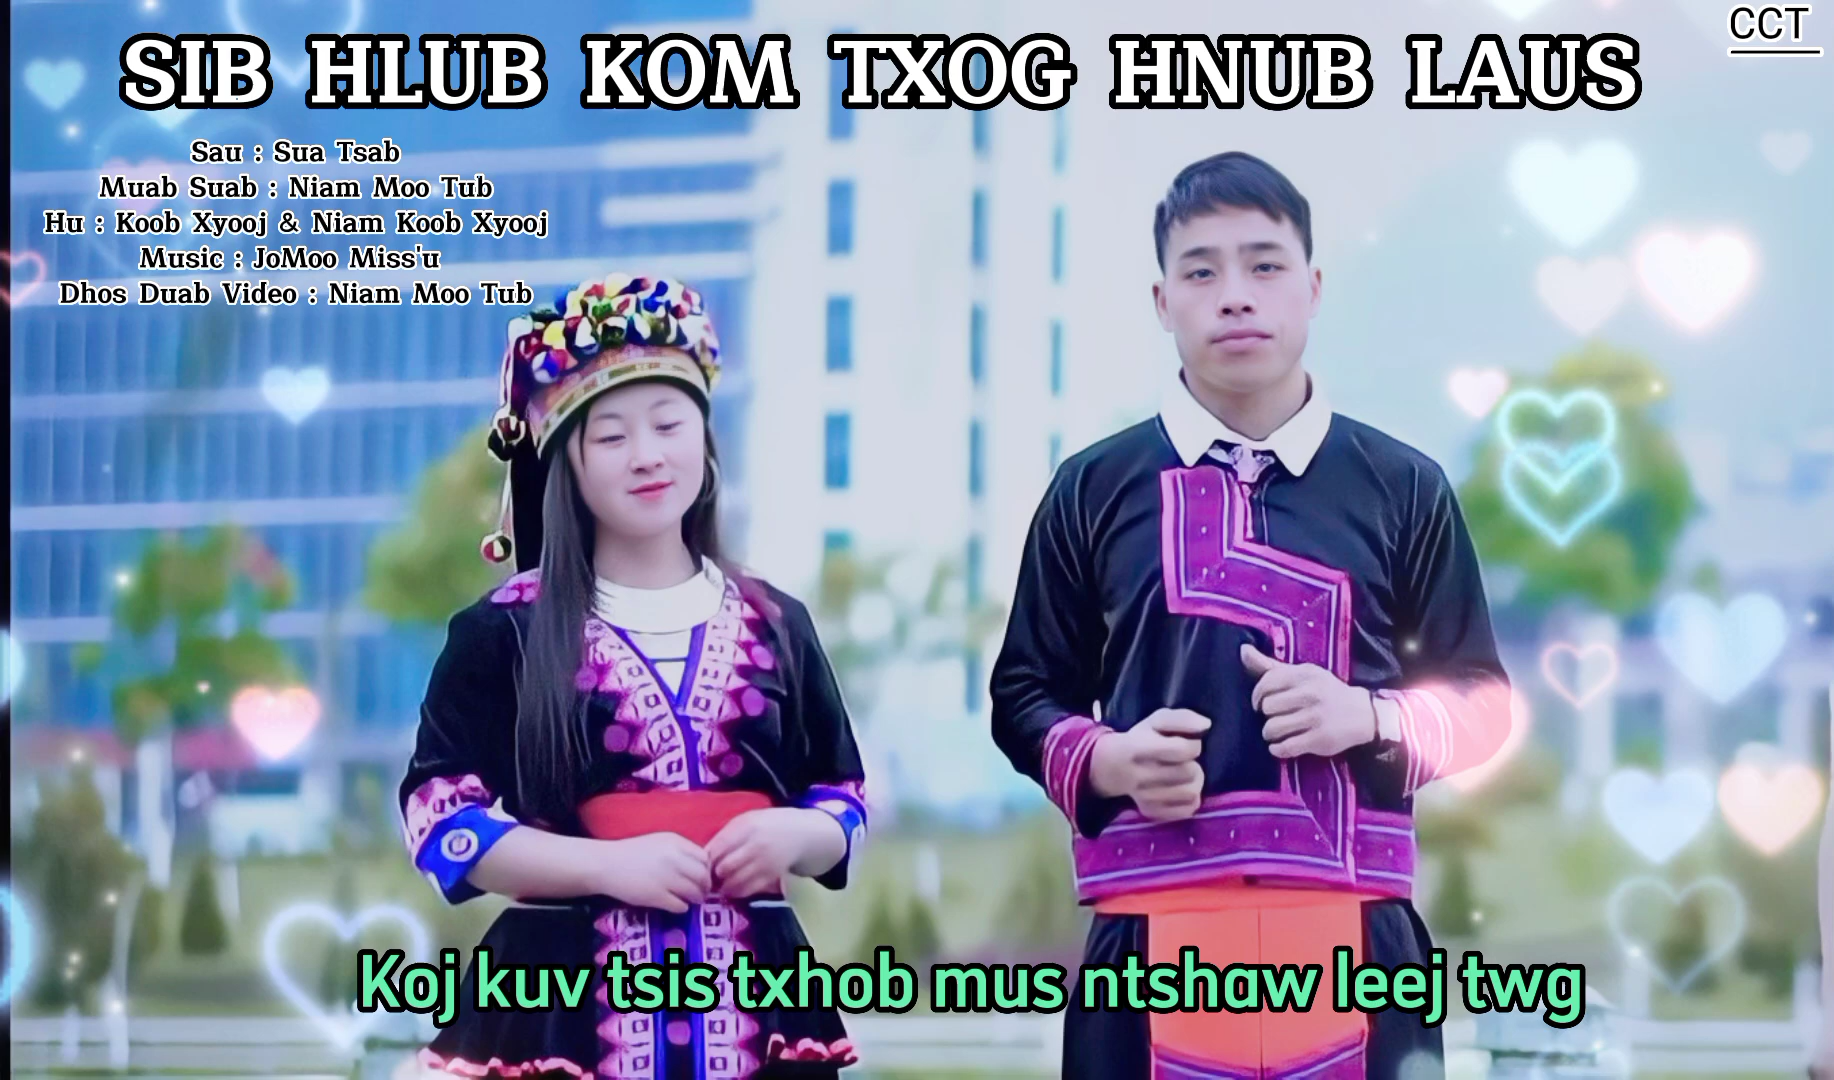 CCT
SIB HLUB KOM TXOG HNUB LAUS
Sau : Sua Tsab
Muab Suab : Niam Moo Tub
Hu : Koob Xyooj & Niam Koob Xyooj
Music : JoMoo Miss'u
Dhos Duab Video : Niam Moo Tub
Koj kuv tsis txhob mus ntshaw leej twg